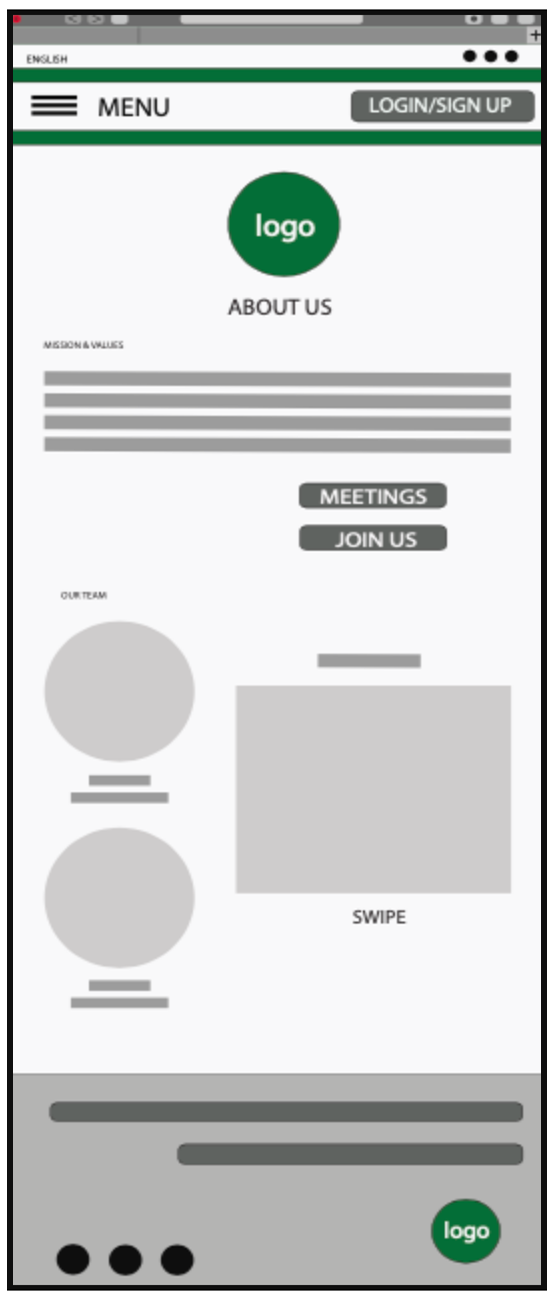 ENGLISH
MENU
LOGIN/SIGN UP
logo
ABOUT US
MISSION & VALUES
MEETINGS
JOIN US
OUR TEAM
SWIPE
logo